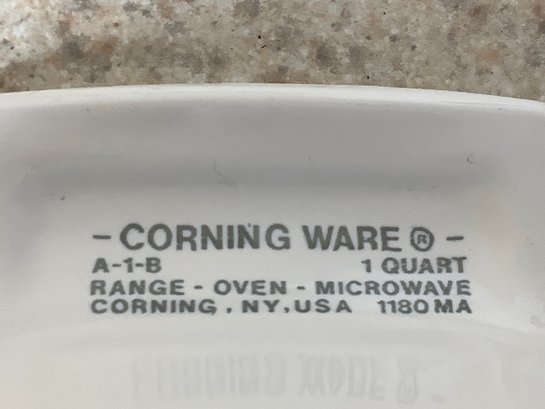 - CORNING WARE ® -
A-1-B 1 QUART
RANGE - OVEN - MICROWAVE
CORNING, NY, USA 1180 MA